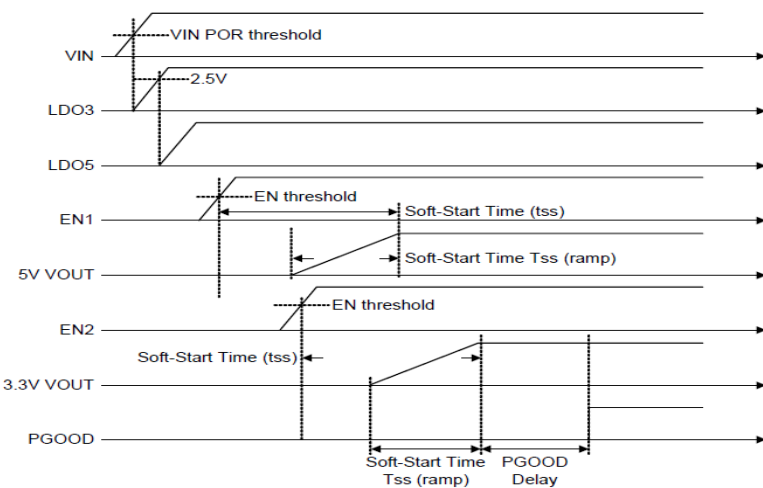 VIN POR threshold
VIN
2.5V
LDO3
LDO5
EN threshold
Soft-Start Time (tss)
EN1
Soft-Start Time Tss (ramp)
5V VOUT
EN threshold
EN2
Soft-Start Time (tss)
3.3V VOUT
PGOOD
Soft-Start Time
Tss (ramp)
PGOOD
Delay